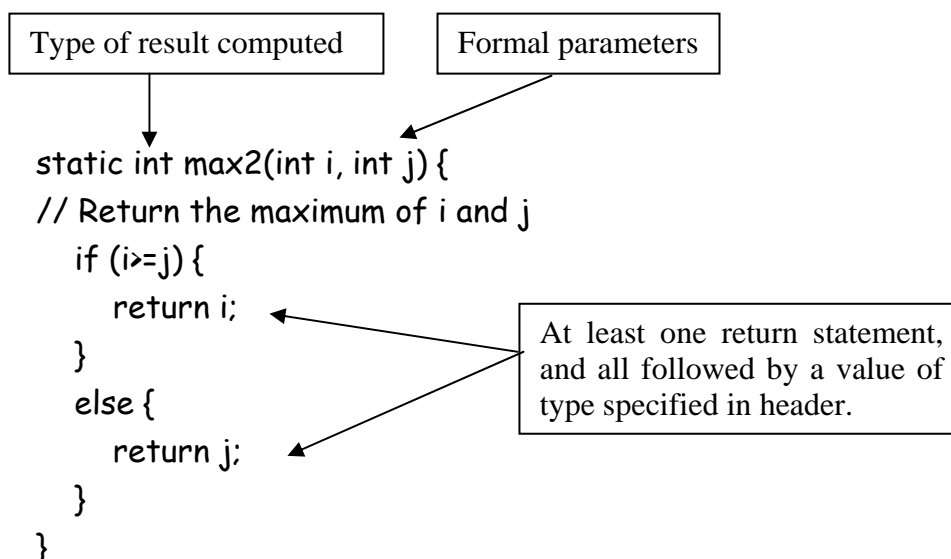 Type of result computed
Formal parameters
static int max2(int i, int j) {
// Return the maximum of i and j
if (i>=j) {
return i;
}
else {
return j;
}
}
At least one return statement,
and all followed by a value of
type specified in header.